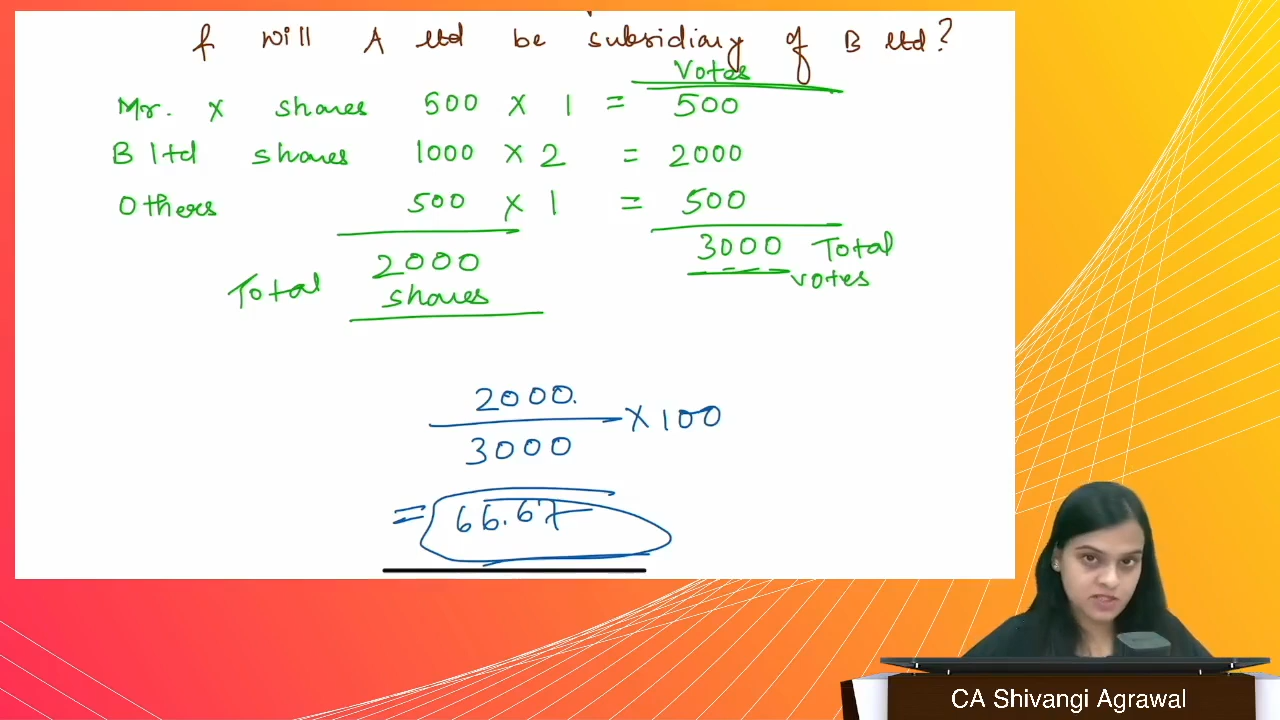 f will A ltd be subsidiary of B ltd?
Votes
Mr. X shares 500 X 1 = 500
B ltd shares 1000 X 2 = 2000
Others 500 X 1 = 500
2000 3000 Total
Total shares votes
2000.
3000 X 100
= 66.67
CA Shivangi Agrawal